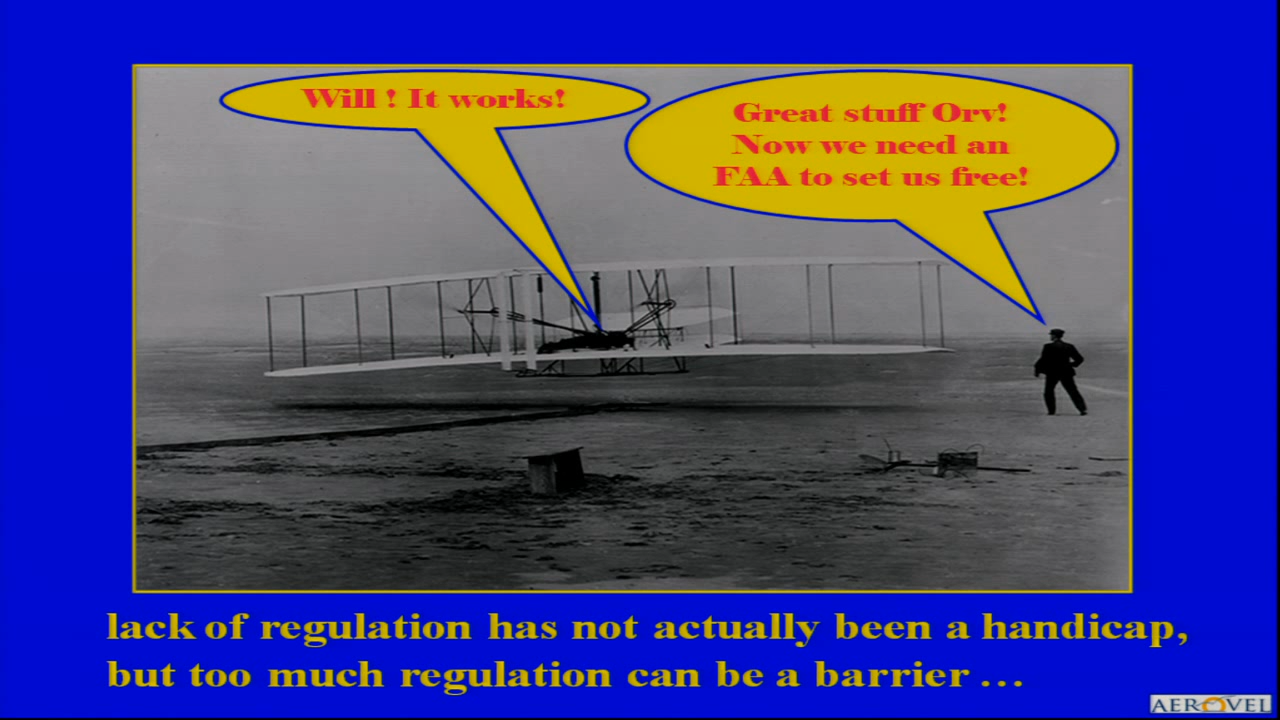 Will ! It works!
Great stuff Orv!
Now we need an
FAA to set us free!
lack of regulation has not actually been a handicap,
but too much regulation can be a barrier ...
AEROVEL